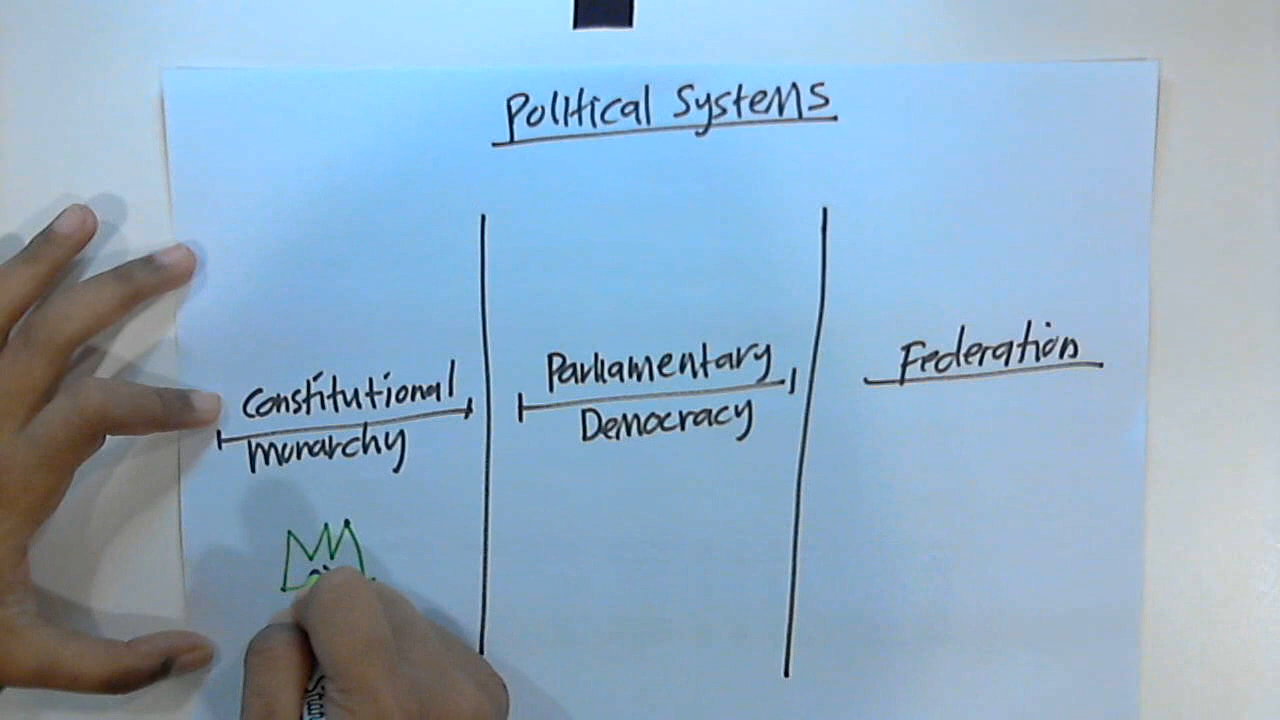 Political Systems
Constitutional
Monarchy
Parliamentary
Democracy
Federation